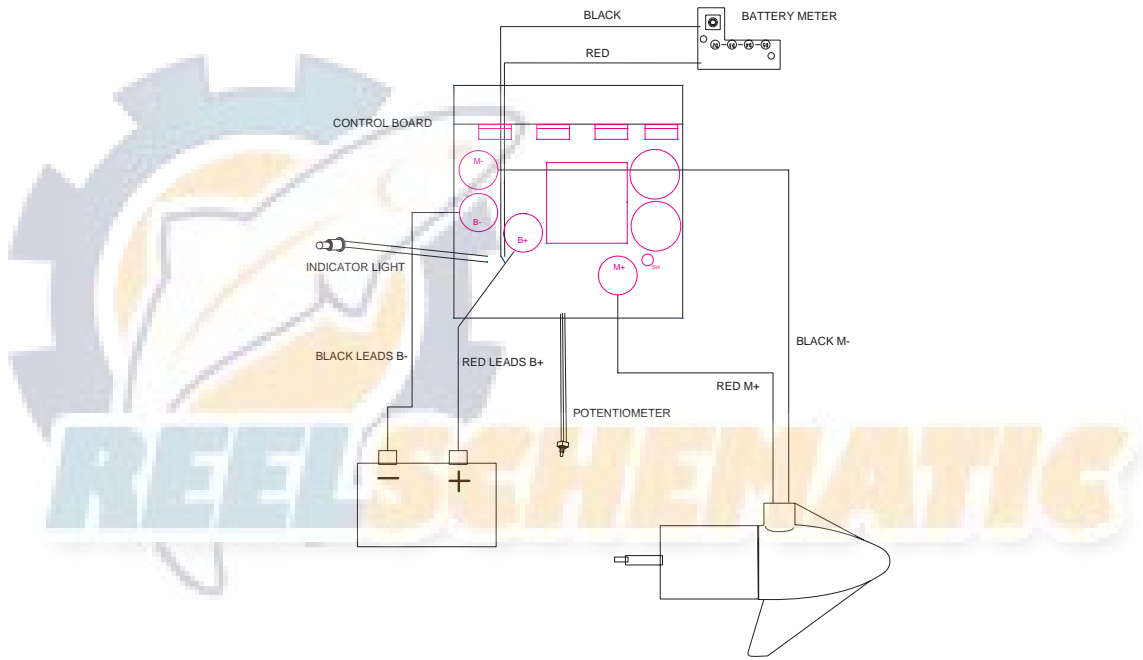 BLACK
BATTERY METER
RED
CONTROL BOARD
M-
B-
B+
INDICATOR LIGHT
M+
SW
BLACK M-
BLACK LEADS B-
RED LEADS B+
RED M+
POTENTIOMETER
REELSCHEMATIC
− +